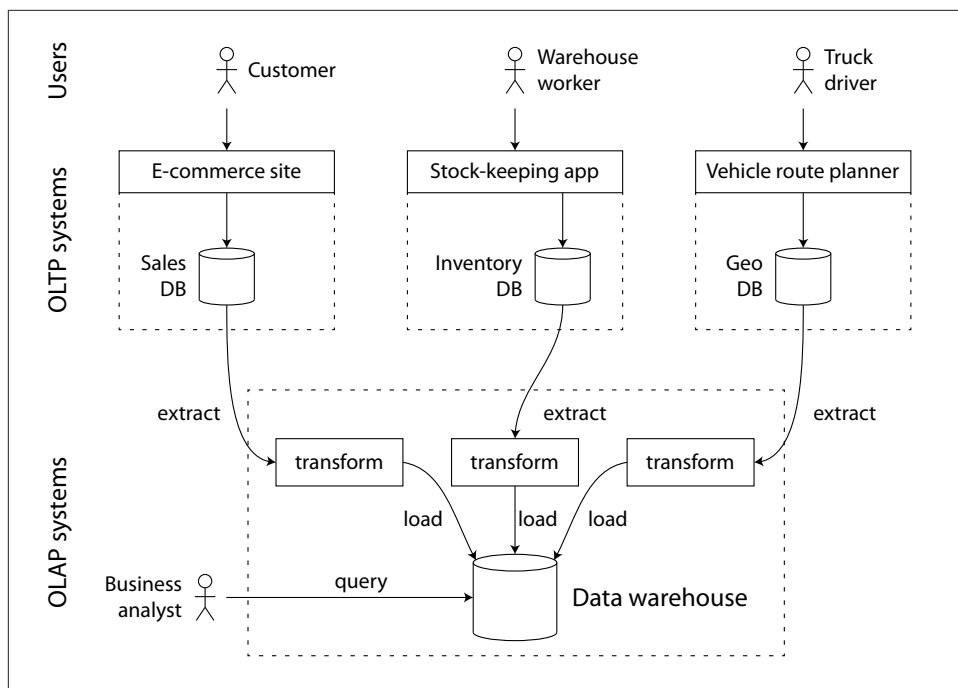 Users
Customer
Warehouse
worker
Truck
driver
OLTP systems
E-commerce site
Stock-keeping app
Vehicle route planner
Sales
DB
Inventory
DB
Geo
DB
OLAP systems
extract
extract
extract
transform
transform
transform
load
load
load
Business
analyst
query
Data warehouse